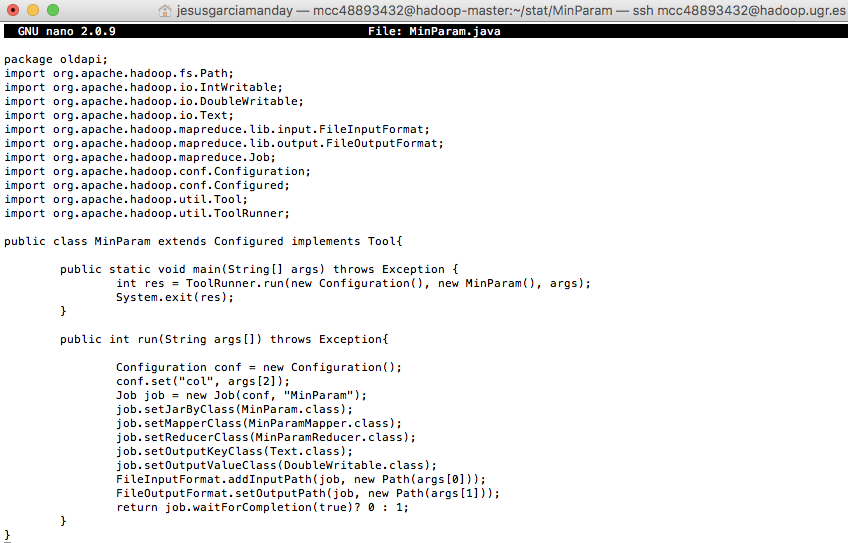 jesusgarciamanday — mcc48893432@hadoop-master:~/stat/MinParam — ssh mcc48893432@hadoop.ugr.es
GNU nano 2.0.9 File: MinParam.java
package oldapi;
import org.apache.hadoop.fs.Path;
import org.apache.hadoop.io.IntWritable;
import org.apache.hadoop.io.DoubleWritable;
import org.apache.hadoop.io.Text;
import org.apache.hadoop.mapreduce.lib.input.FileInputFormat;
import org.apache.hadoop.mapreduce.lib.output.FileOutputFormat;
import org.apache.hadoop.mapreduce.Job;
import org.apache.hadoop.conf.Configuration;
import org.apache.hadoop.conf.Configured;
import org.apache.hadoop.util.Tool;
import org.apache.hadoop.util.ToolRunner;
public class MinParam extends Configured implements Tool{
public static void main(String[] args) throws Exception {
int res = ToolRunner.run(new Configuration(), new MinParam(), args);
System.exit(res);
}
public int run(String args[]) throws Exception{
Configuration conf = new Configuration();
conf.set("col", args[2]);
Job job = new Job(conf, "MinParam");
job.setJarByClass(MinParam.class);
job.setMapperClass(MinParamMapper.class);
job.setReducerClass(MinParamReducer.class);
job.setOutputKeyClass(Text.class);
job.setOutputValueClass(DoubleWritable.class);
FileInputFormat.addInputPath(job, new Path(args[0]));
FileOutputFormat.setOutputPath(job, new Path(args[1]));
return job.waitForCompletion(true)? 0 : 1;
}
}